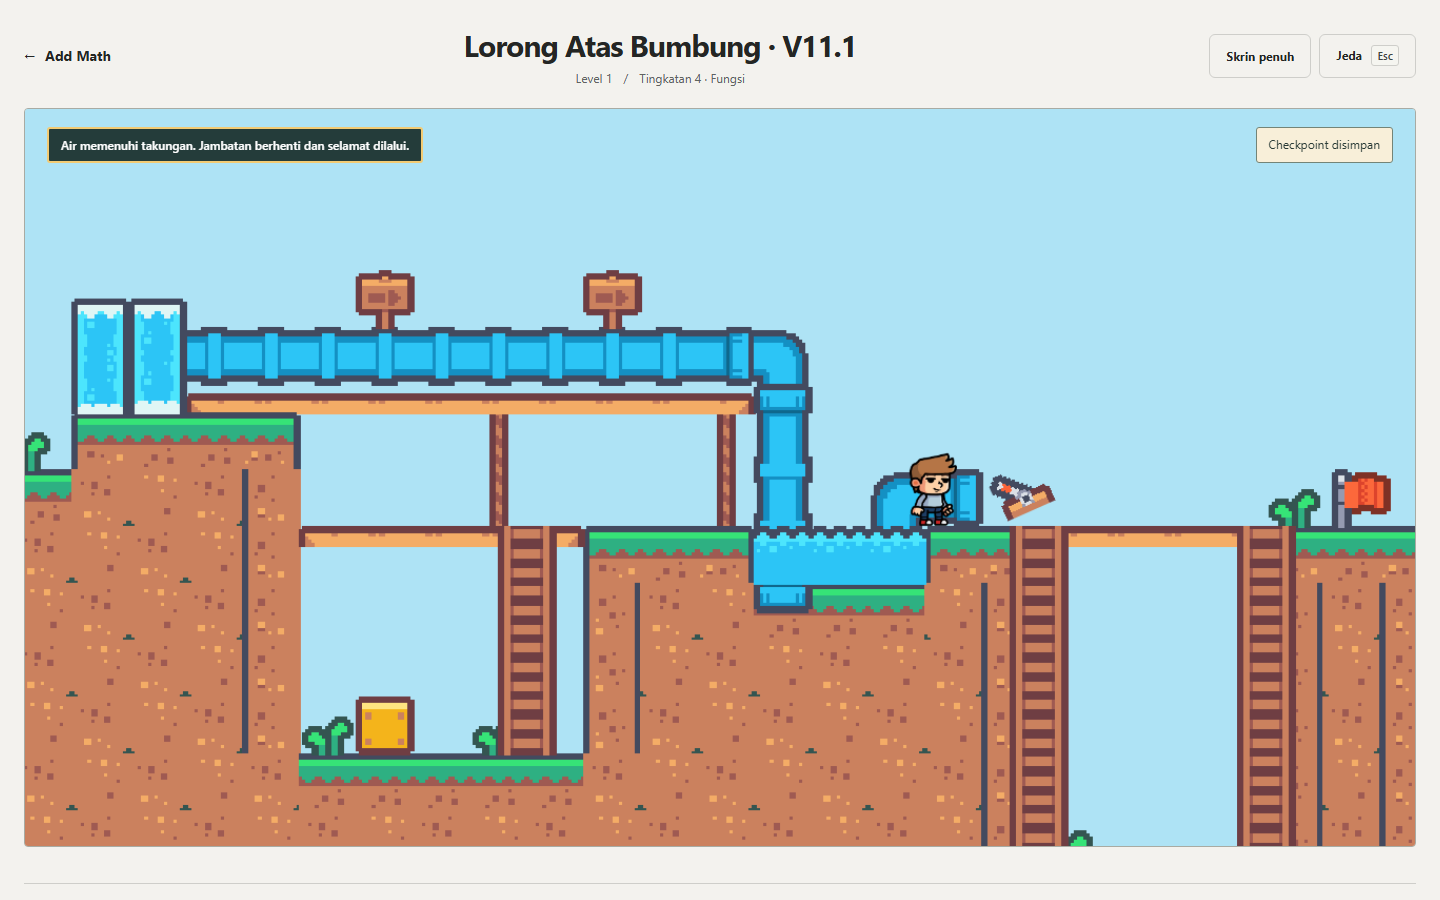 ← Add Math
Lorong Atas Bumbung · V11.1
Level 1 / Tingkatan 4 · Fungsi
Skrin penuh
Jeda Esc
Air memenuhi takungan. Jambatan berhenti dan selamat dilalui.
Checkpoint disimpan